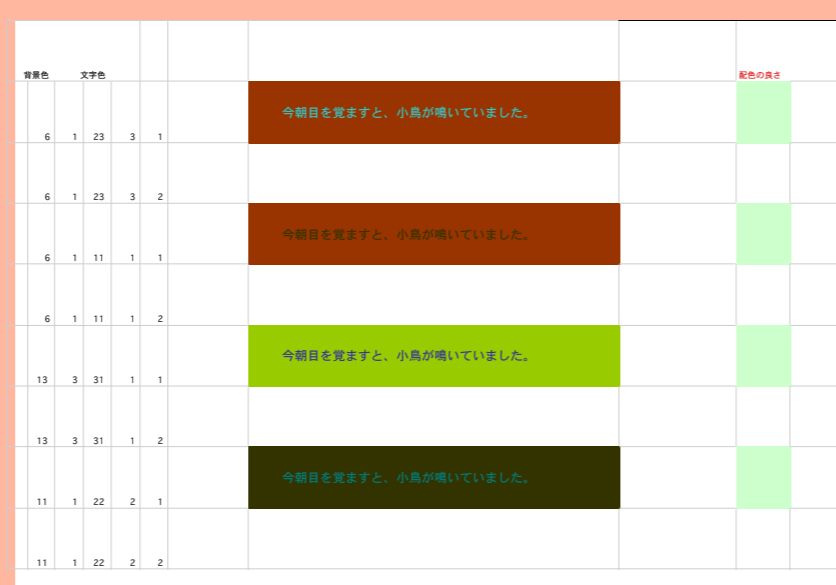 背景色 文字色 配色の良さ
今朝目を覚ますと、小鳥が鳴いていました。
6 1 23 3 1
6 1 23 3 2
今朝目を覚ますと、小鳥が鳴いていました。
6 1 11 1 1
6 1 11 1 2
今朝目を覚ますと、小鳥が鳴いていました。
13 3 31 1 1
13 3 31 1 2
今朝目を覚ますと、小鳥が鳴いていました。
11 1 22 2 1
11 1 22 2 2